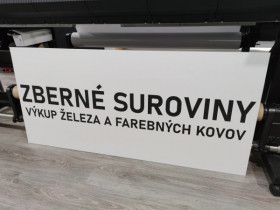 ZBERNÉ SUROVINY
VÝKUP ŽELEZA A FAREBNÝCH KOVOV